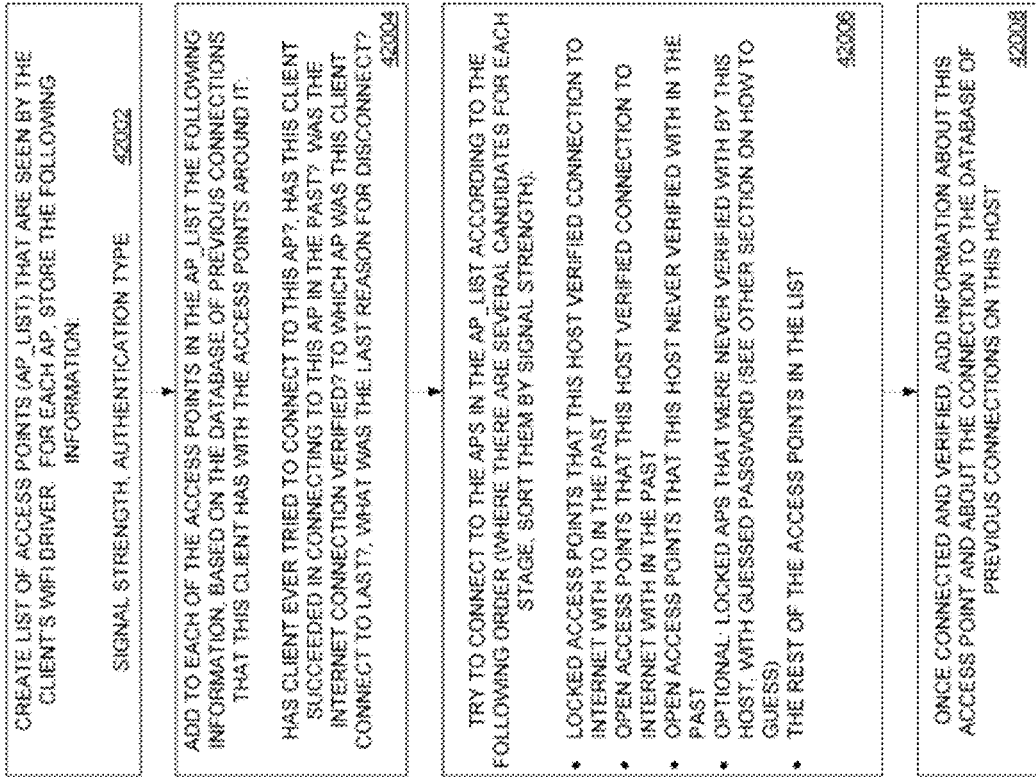 CREATE LIST OF ACCESS POINTS (AP_LIST) THAT ARE SEEN BY THE
CLIENT'S WIFI DRIVER. FOR EACH AP, STORE THE FOLLOWING
INFORMATION:
SIGNAL STRENGTH, AUTHENTICATION TYPE 42002
ADD TO EACH OF THE ACCESS POINTS IN THE AP_LIST THE FOLLOWING
INFORMATION, BASED ON THE DATABASE OF PREVIOUS CONNECTIONS
THAT THIS CLIENT HAS WITH THE ACCESS POINTS AROUND IT:
HAS CLIENT EVER TRIED TO CONNECT TO THIS AP?, HAS THIS CLIENT
SUCCEEDED IN CONNECTING TO THIS AP IN THE PAST? WAS THE
INTERNET CONNECTION VERIFIED? TO WHICH AP WAS THIS CLIENT
CONNECT TO LAST?, WHAT WAS THE LAST REASON FOR DISCONNECT?
42004
TRY TO CONNECT TO THE APS IN THE AP_LIST ACCORDING TO THE
FOLLOWING ORDER (WHERE THERE ARE SEVERAL CANDIDATES FOR EACH
STAGE, SORT THEM BY SIGNAL STRENGTH):
• LOCKED ACCESS POINTS THAT THIS HOST VERIFIED CONNECTION TO
INTERNET WITH TO IN THE PAST
• OPEN ACCESS POINTS THAT THIS HOST VERIFIED CONNECTION TO
INTERNET WITH IN THE PAST
• OPEN ACCESS POINTS THAT THIS HOST NEVER VERIFIED WITH IN THE
PAST
• OPTIONAL: LOCKED APS THAT WERE NEVER VERIFIED WITH BY THIS
HOST, WITH GUESSED PASSWORD (SEE OTHER SECTION ON HOW TO
GUESS)
• THE REST OF THE ACCESS POINTS IN THE LIST
42006
ONCE CONNECTED AND VERIFIED, ADD INFORMATION ABOUT THIS
ACCESS POINT AND ABOUT THE CONNECTION TO THE DATABASE OF
PREVIOUS CONNECTIONS ON THIS HOST
42008